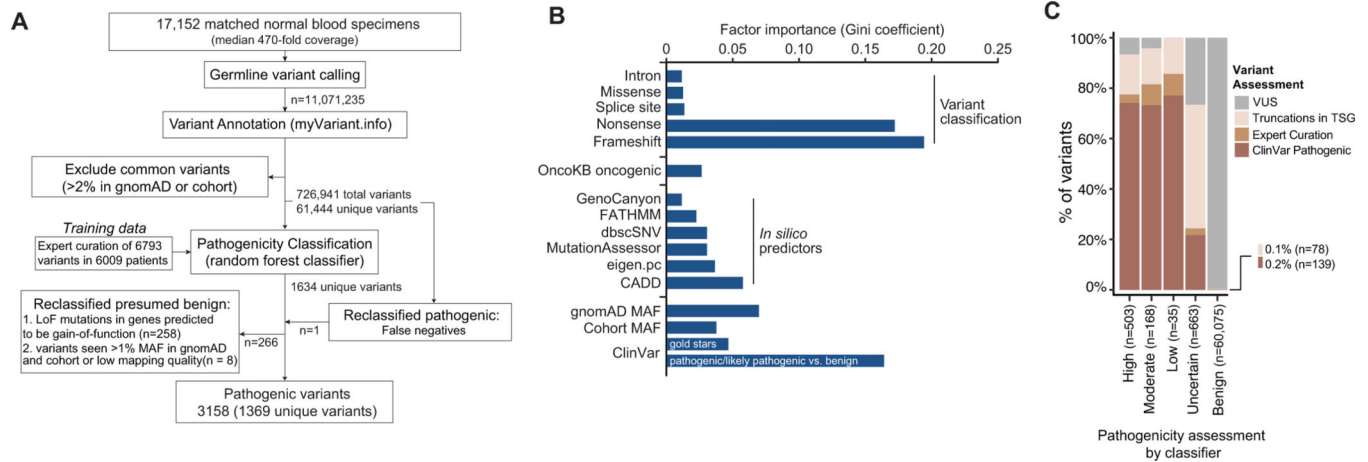 A
17,152 matched normal blood specimens
(median 470-fold coverage)
Germline variant calling
n=11,071,235
Variant Annotation (myVariant.info)
Exclude common variants
(>2% in gnomAD or cohort)
726,941 total variants
61,444 unique variants
Training data
Expert curation of 6793
variants in 6009 patients
Pathogenicity Classification
(random forest classifier)
1634 unique variants
Reclassified presumed benign:
1. LoF mutations in genes predicted
to be gain-of-function (n=258)
2. variants seen >1% MAF in gnomAD
and cohort or low mapping quality(n = 8)
n=266
n=1
Reclassified pathogenic:
False negatives
Pathogenic variants
3158 (1369 unique variants)
B
Factor importance (Gini coefficient)
0 0.05 0.10 0.15 0.20 0.25
Intron
Missense
Splice site
Nonsense
Frameshift
Variant
classification
OncoKB oncogenic
GenoCanyon
FATHMM
dbscSNV
MutationAssessor
eigen.pc
CADD
In silico
predictors
gnomAD MAF
Cohort MAF
ClinVar
gold stars
pathogenic/likely pathogenic vs. benign
C
% of variants
100%
80%
60%
40%
20%
0%
High (n=503)
Moderate (n=168)
Low (n=35)
Uncertain (n=663)
Benign (n=60,075)
Pathogenicity assessment
by classifier
Variant
Assessment
VUS
Truncations in TSG
Expert Curation
ClinVar Pathogenic
0.1% (n=78)
0.2% (n=139)